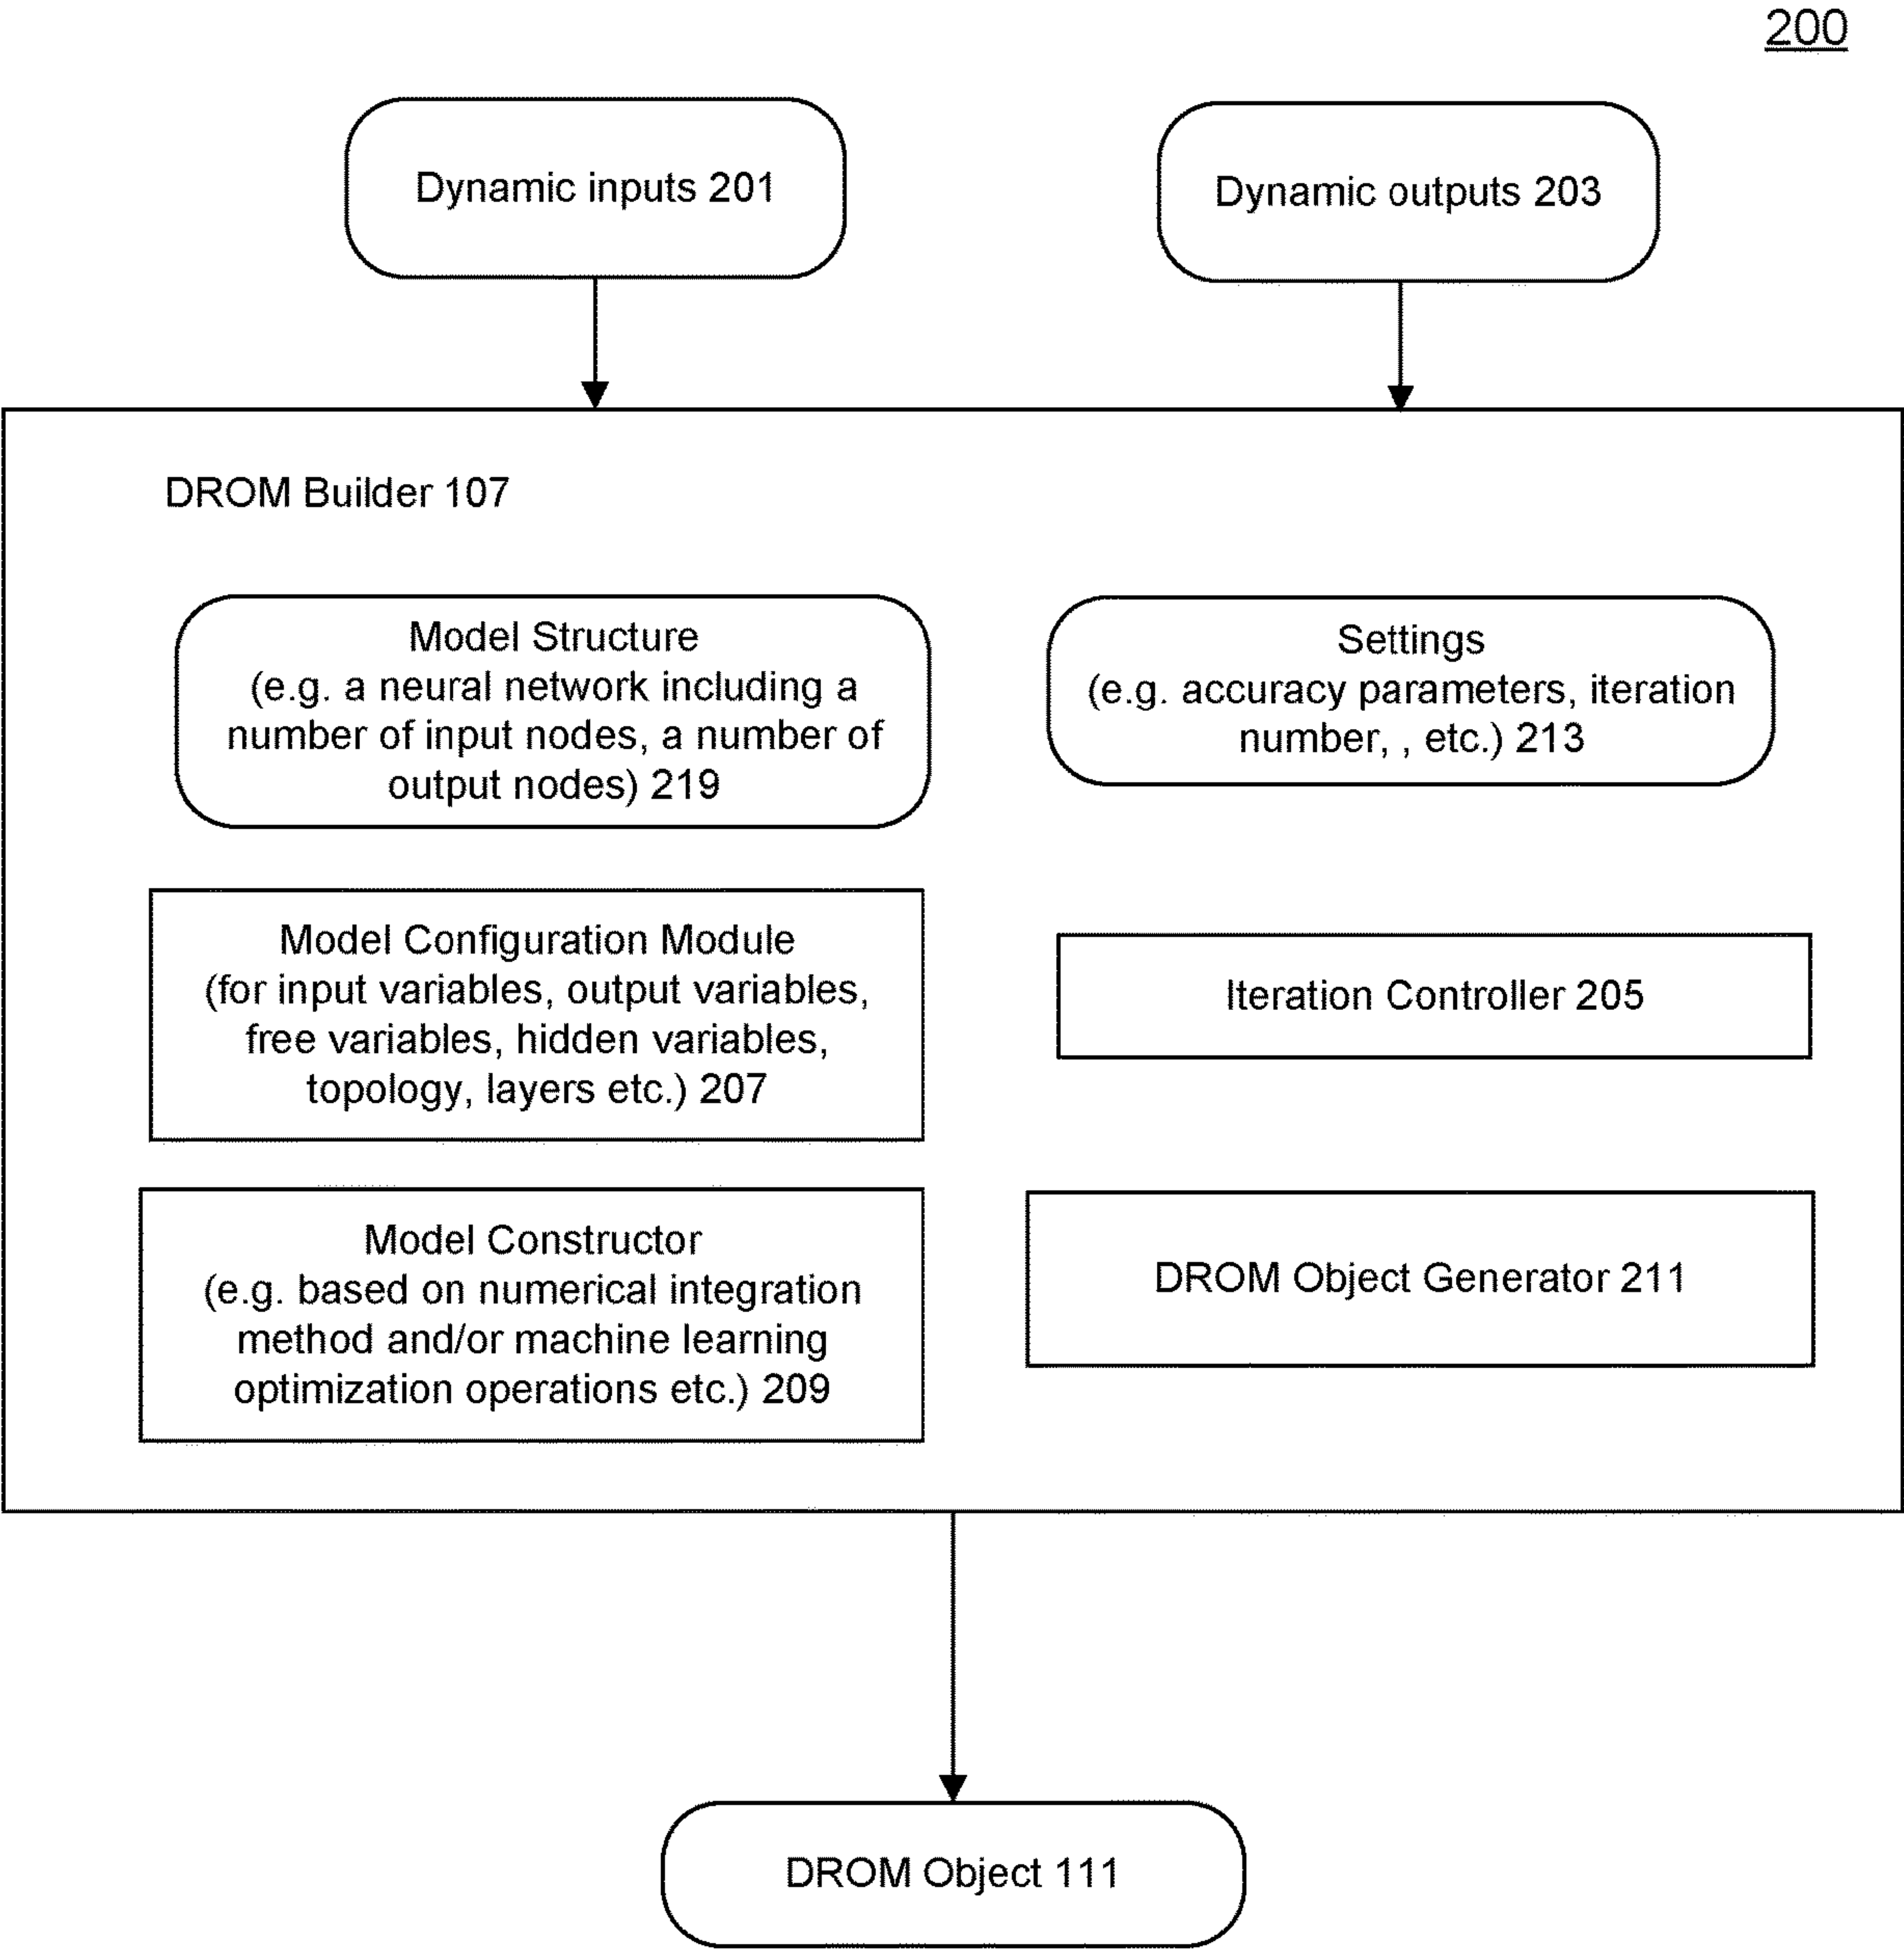 200
Dynamic inputs 201
Dynamic outputs 203
DROM Builder 107
Model Structure
(e.g. a neural network including a
number of input nodes, a number of
output nodes) 219
Settings
(e.g. accuracy parameters, iteration
number, , etc.) 213
Model Configuration Module
(for input variables, output variables,
free variables, hidden variables,
topology, layers etc.) 207
Iteration Controller 205
Model Constructor
(e.g. based on numerical integration
method and/or machine learning
optimization operations etc.) 209
DROM Object Generator 211
DROM Object 111